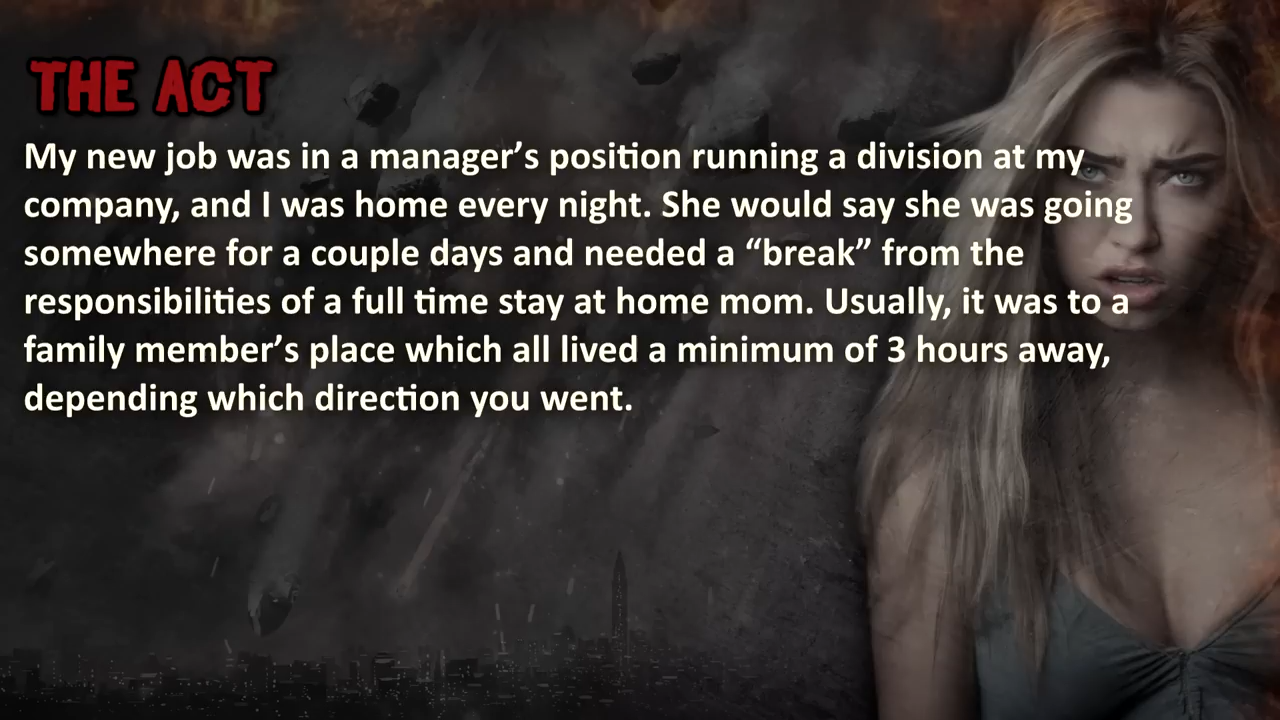 THE ACT
My new job was in a manager’s position running a division at my
company, and I was home every night. She would say she was going
somewhere for a couple days and needed a “break” from the
responsibilities of a full time stay at home mom. Usually, it was to a
family member’s place which all lived a minimum of 3 hours away,
depending which direction you went.